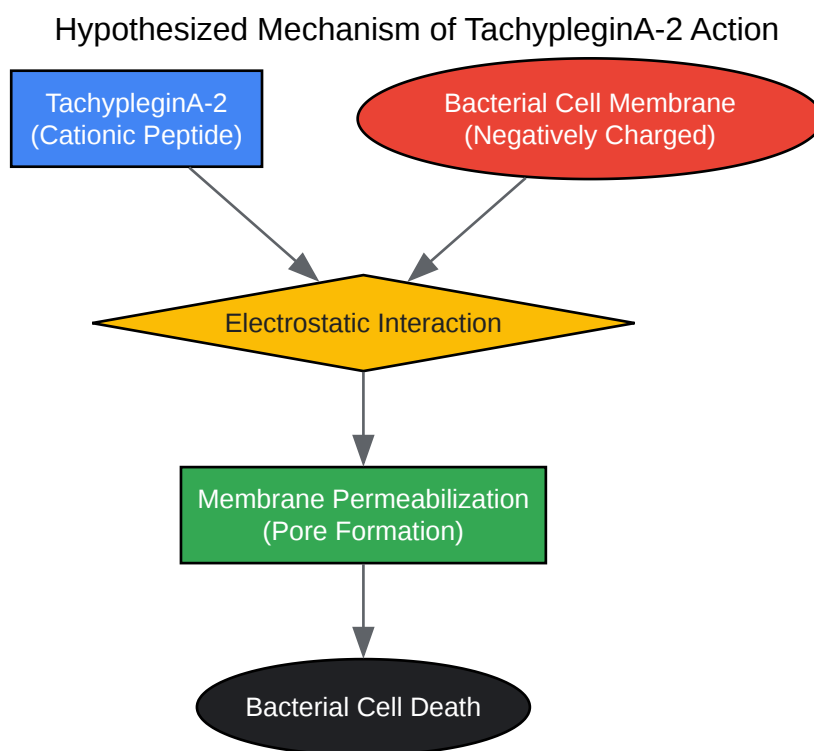 Hypothesized Mechanism of TachypleginA-2 Action
TachypleginA-2
(Cationic Peptide)
Bacterial Cell Membrane
(Negatively Charged)
Electrostatic Interaction
Membrane Permeabilization
(Pore Formation)
Bacterial Cell Death